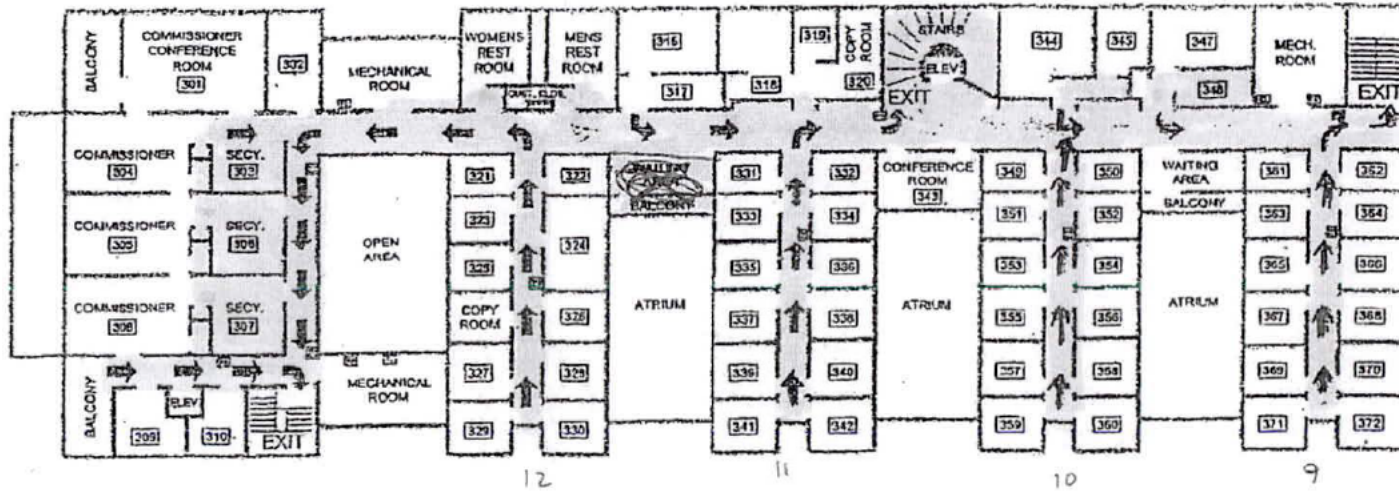 BALCONY
COMMISSIONER
CONFERENCE
ROOM
301
302
MECHANICAL
ROOM
WOMENS
REST
ROOM
MENS
REST
ROOM
316
317
318
319
COPY
ROOM
320
STAIRS
ELEV
EXIT
344
345
347
348
MECH.
ROOM
EXIT
COMMISSIONER
304
SECY.
303
COMMISSIONER
305
SECY.
306
COMMISSIONER
308
SECY.
307
BALCONY
ELEV
309
310
EXIT
OPEN
AREA
MECHANICAL
ROOM
321
323
325
COPY
ROOM
327
329
322
324
326
328
330
BALCONY
ATRIUM
331
333
335
337
339
341
332
334
336
338
340
342
CONFERENCE
ROOM
343
ATRIUM
349
351
353
355
357
359
350
352
354
356
358
360
WAITING
AREA
BALCONY
ATRIUM
361
363
365
367
369
371
362
364
366
368
370
372
12
11
10
9